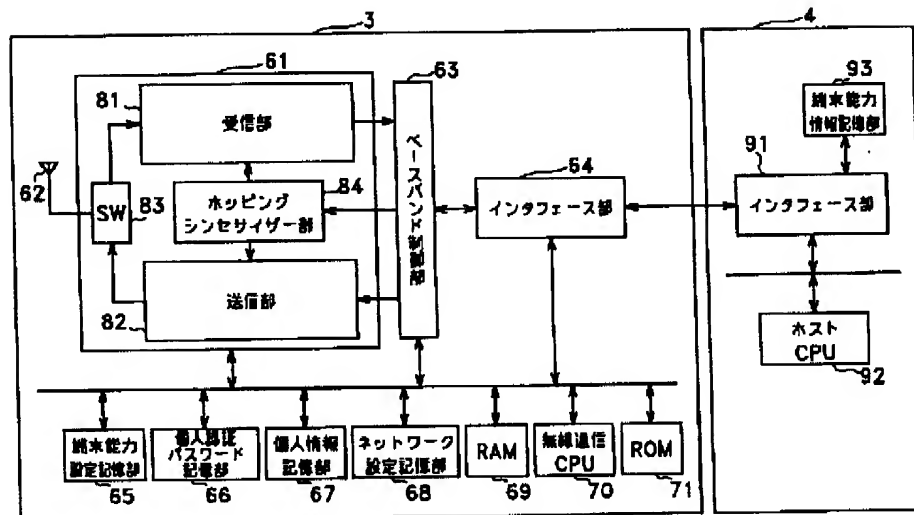 3
4
61
81
受信部
63
ベースバンド
制御部
93
端末能力
情報記憶部
91
62
SW
83
84
ホッピング
シンセサイザー部
64
インタフェース部
インタフェース部
送信部
82
ホスト
CPU
92
端末能力
設定記憶部
65
個人認証
パスワード
記憶部
66
個人情報
記憶部
67
ネットワーク
設定記憶部
68
RAM
69
無線通信
CPU
70
ROM
71